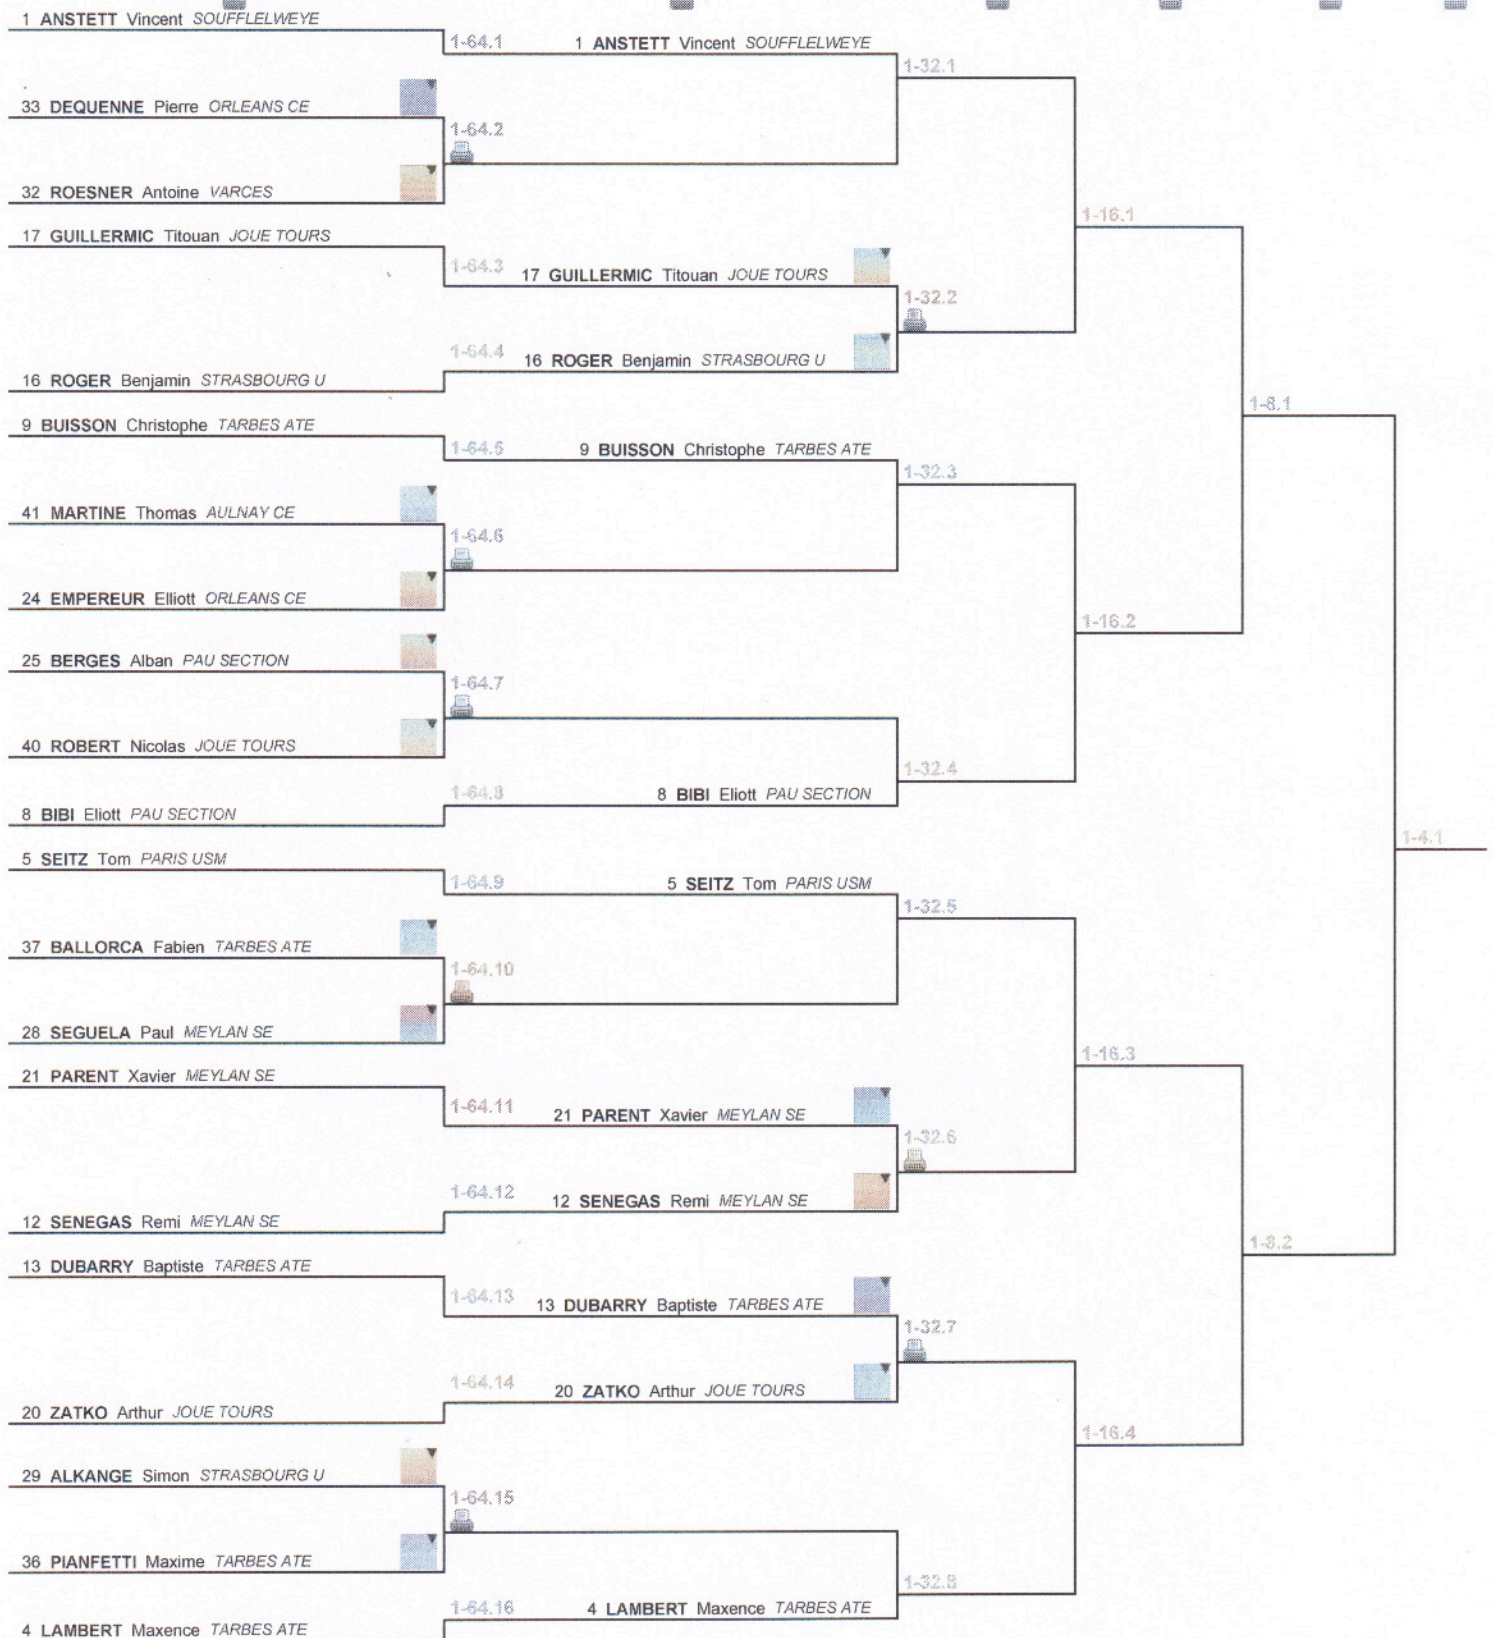 1 ANSTETT Vincent SOUFFLELWEYE
1-64.1
1 ANSTETT Vincent SOUFFLELWEYE
1-32.1
33 DEQUENNE Pierre ORLEANS CE
1-64.2
32 ROESNER Antoine VARCES
1-16.1
17 GUILLERMIC Titouan JOUE TOURS
1-64.3
17 GUILLERMIC Titouan JOUE TOURS
1-32.2
1-64.4
16 ROGER Benjamin STRASBOURG U
16 ROGER Benjamin STRASBOURG U
1-8.1
9 BUISSON Christophe TARBES ATE
1-64.5
9 BUISSON Christophe TARBES ATE
1-32.3
41 MARTINE Thomas AULNAY CE
1-64.6
24 EMPEREUR Elliott ORLEANS CE
1-16.2
25 BERGES Alban PAU SECTION
1-64.7
40 ROBERT Nicolas JOUE TOURS
1-32.4
1-64.8
8 BIBI Eliott PAU SECTION
8 BIBI Eliott PAU SECTION
1-4.1
5 SEITZ Tom PARIS USM
1-64.9
5 SEITZ Tom PARIS USM
1-32.5
37 BALLORCA Fabien TARBES ATE
1-64.10
28 SEGUELA Paul MEYLAN SE
1-16.3
21 PARENT Xavier MEYLAN SE
1-64.11
21 PARENT Xavier MEYLAN SE
1-32.6
1-64.12
12 SENEGAS Remi MEYLAN SE
12 SENEGAS Remi MEYLAN SE
1-8.2
13 DUBARRY Baptiste TARBES ATE
1-64.13
13 DUBARRY Baptiste TARBES ATE
1-32.7
1-64.14
20 ZATKO Arthur JOUE TOURS
20 ZATKO Arthur JOUE TOURS
1-16.4
29 ALKANGE Simon STRASBOURG U
1-64.15
36 PIANFETTI Maxime TARBES ATE
1-32.8
1-64.16
4 LAMBERT Maxence TARBES ATE
4 LAMBERT Maxence TARBES ATE